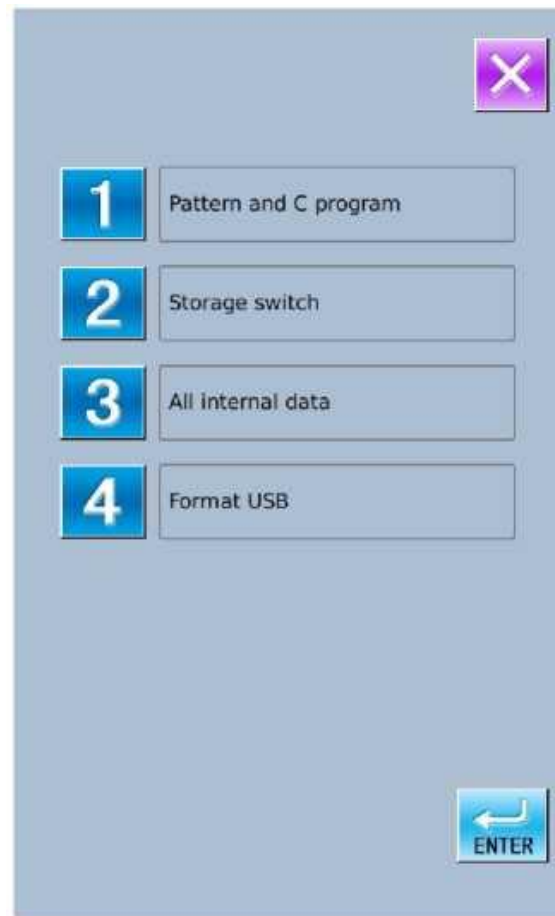 1 Pattern and C program
2 Storage switch
3 All internal data
4 Format USB
ENTER